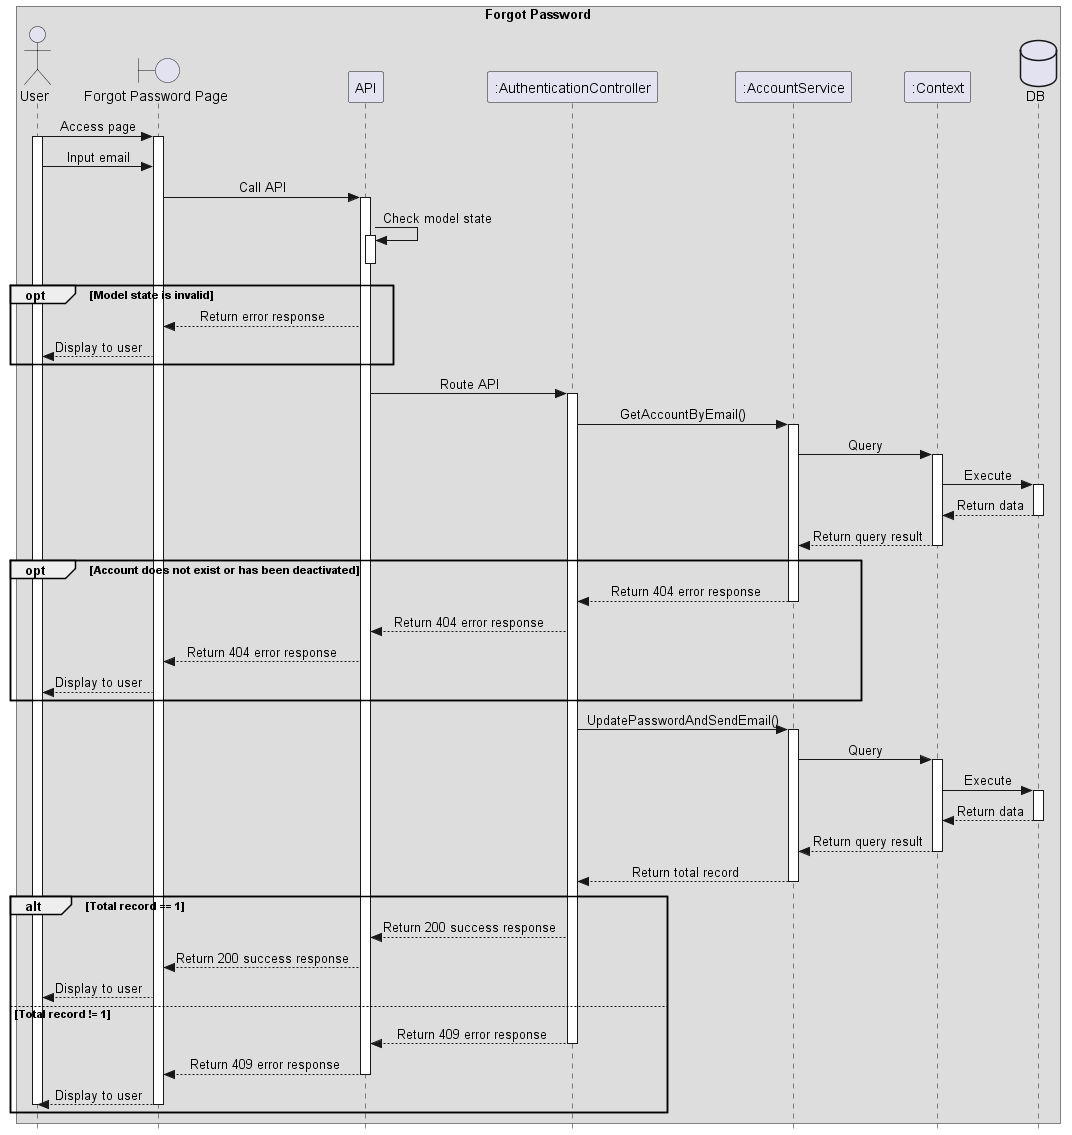 Forgot Password
User
Forgot Password Page
API
:AuthenticationController
:AccountService
:Context
DB
Access page
Input email
Call API
Check model state
opt
[Model state is invalid]
Return error response
Display to user
Route API
GetAccountByEmail()
Query
Execute
Return data
Return query result
opt
[Account does not exist or has been deactivated]
Return 404 error response
Return 404 error response
Return 404 error response
Display to user
UpdatePasswordAndSendEmail()
Query
Execute
Return data
Return query result
Return total record
alt
[Total record == 1]
Return 200 success response
Return 200 success response
Display to user
[Total record != 1]
Return 409 error response
Return 409 error response
Display to user